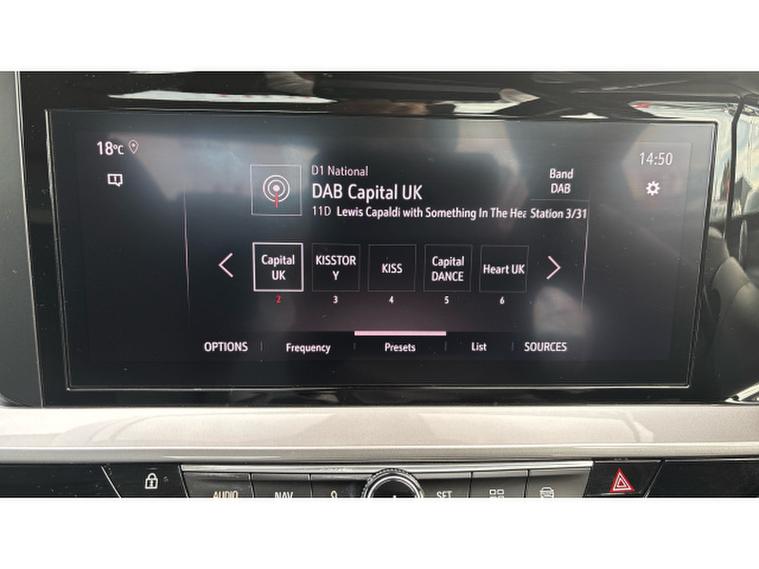 18°C
14:50
D1 National
DAB Capital UK
Band
DAB
11D Lewis Capaldi with Something In The Hea Station 3/31
Capital
UK
KISSTOR
Y
KISS
Capital
DANCE
Heart UK
2 3 4 5 6
OPTIONS Frequency Presets List SOURCES
AUDIO NAV SET